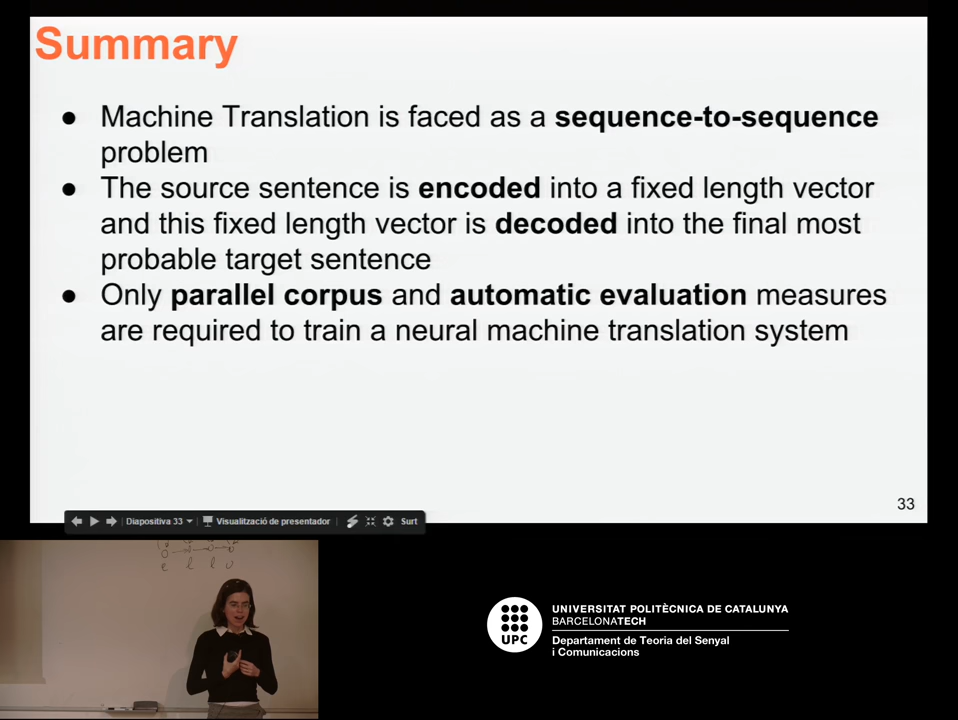 Summary
● Machine Translation is faced as a sequence-to-sequence
problem
● The source sentence is encoded into a fixed length vector
and this fixed length vector is decoded into the final most
probable target sentence
● Only parallel corpus and automatic evaluation measures
are required to train a neural machine translation system
33
Diapositiva 33 Visualització de presentador Surt
e l l o
UPC
UNIVERSITAT POLITÈCNICA DE CATALUNYA
BARCELONATECH
Departament de Teoria del Senyal
i Comunicacions